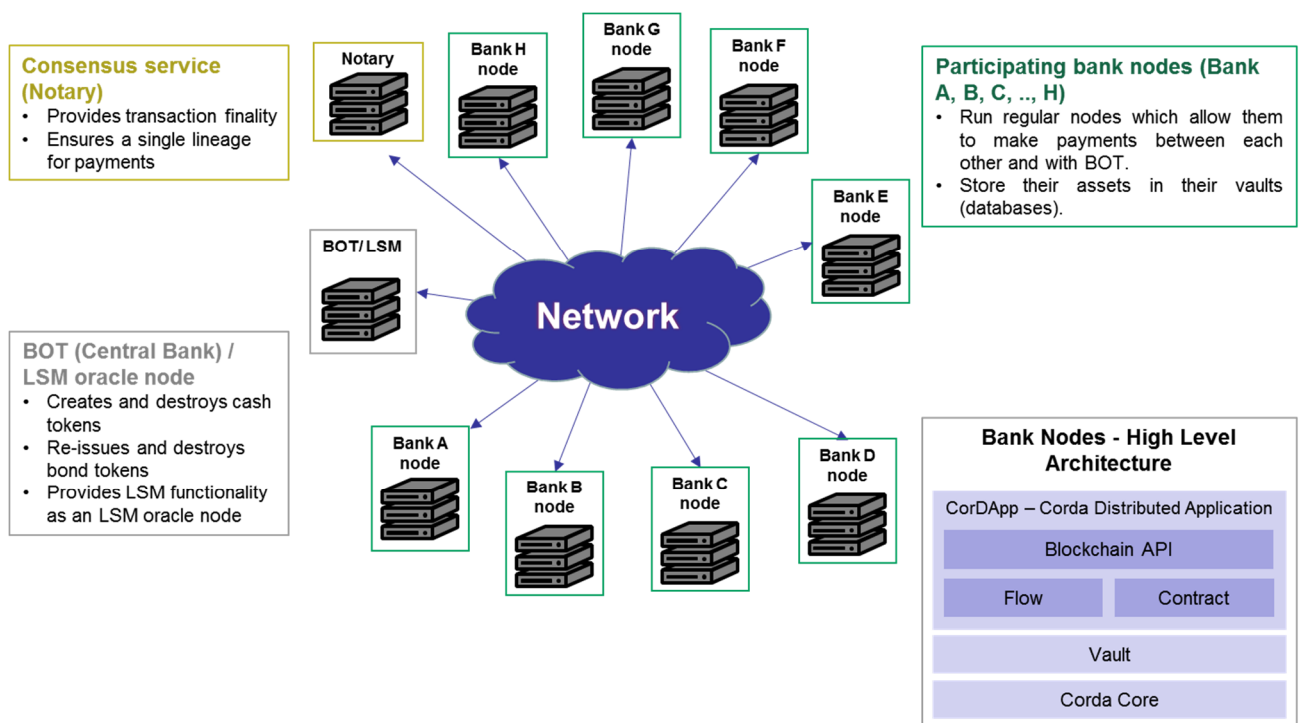 Consensus service
(Notary)
• Provides transaction finality
• Ensures a single lineage
for payments
Notary
Bank H
node
Bank G
node
Bank F
node
Participating bank nodes (Bank
A, B, C, .., H)
• Run regular nodes which allow them
to make payments between each
other and with BOT.
• Store their assets in their vaults
(databases).
Bank E
node
BOT/LSM
Network
BOT (Central Bank) /
LSM oracle node
• Creates and destroys cash
tokens
• Re-issues and destroys
bond tokens
• Provides LSM functionality
as an LSM oracle node
Bank A
node
Bank B
node
Bank C
node
Bank D
node
Bank Nodes - High Level
Architecture
CorDApp – Corda Distributed Application
Blockchain API
Flow
Contract
Vault
Corda Core